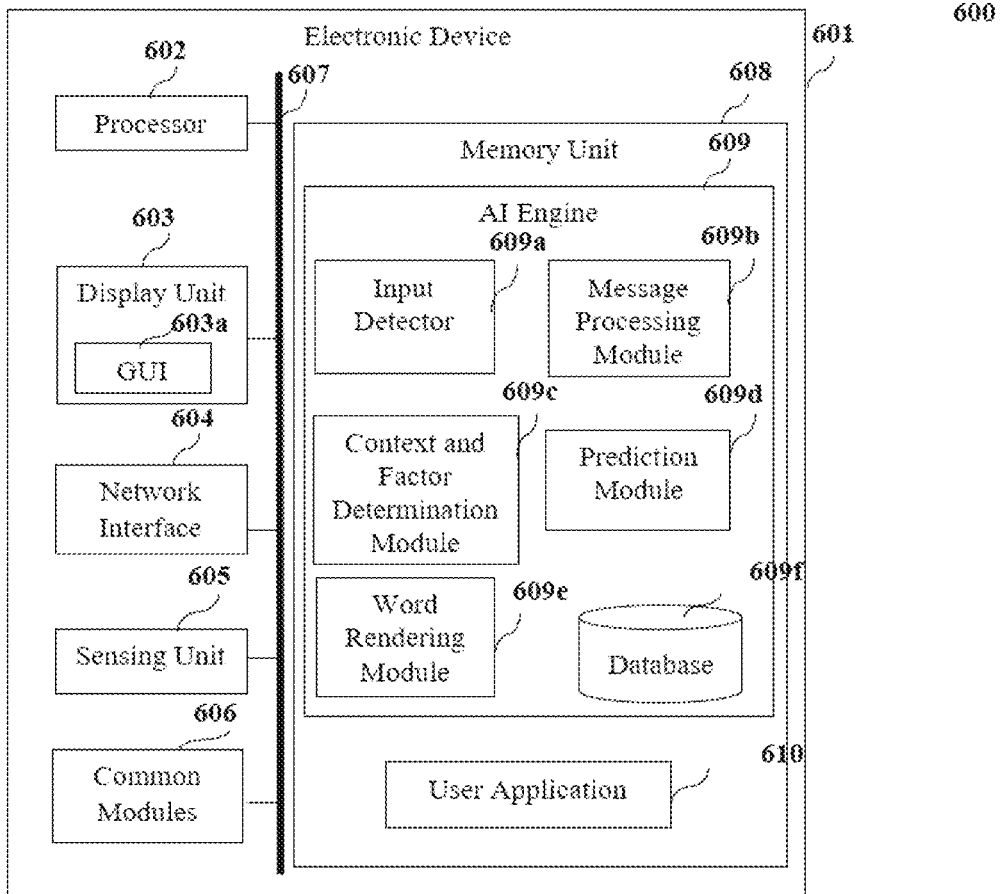 600
Electronic Device
601
602
607
608
Processor
Memory Unit
609
AI Engine
603
609a
609b
Display Unit
603a
GUI
Input
Detector
Message
Processing
Module
604
609c
609d
Network
Interface
Context and
Factor
Determination
Module
Prediction
Module
605
609e
609f
Sensing Unit
Word
Rendering
Module
Database
606
610
Common
Modules
User Application